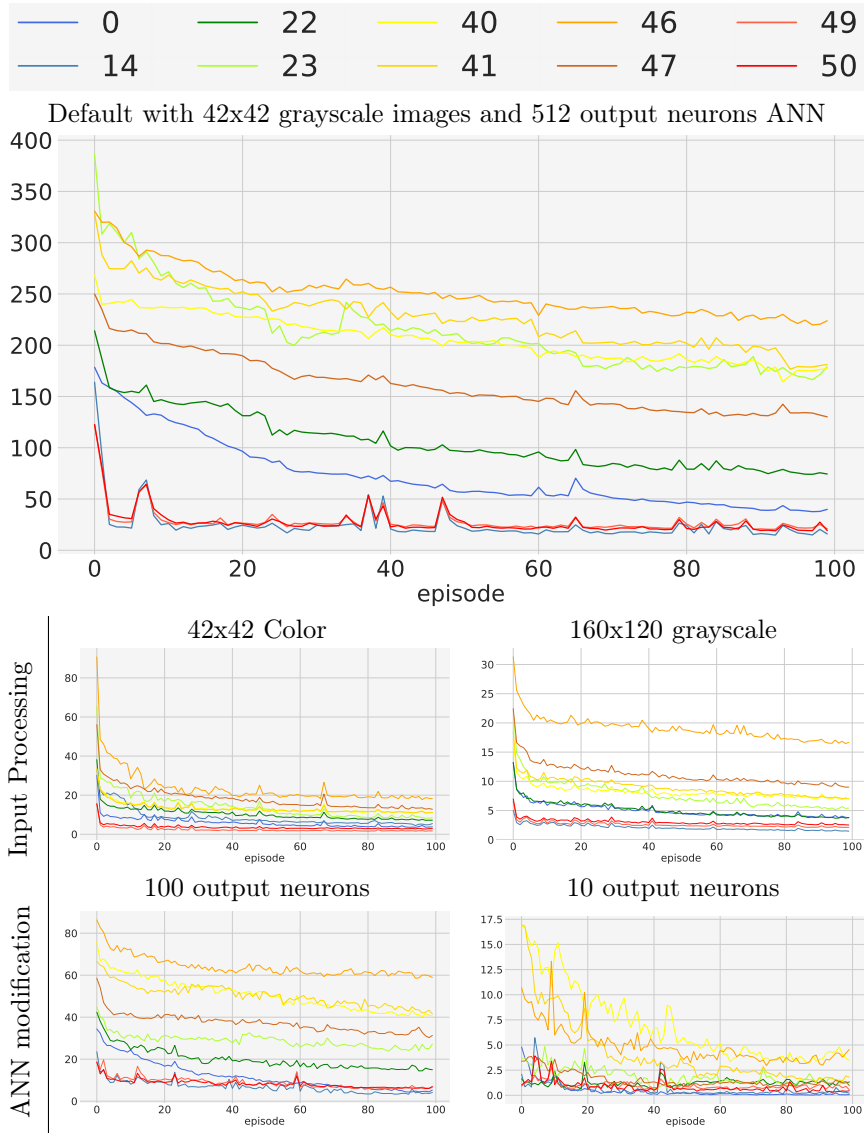 0 22 40 46 49
14 23 41 47 50
Default with 42x42 grayscale images and 512 output neurons ANN
400
350
300
250
200
150
100
50
0
0 20 40 60 80 100
episode
Input Processing
42x42 Color
80
60
40
20
0
0 20 40 60 80 100
episode
160x120 grayscale
30
25
20
15
10
5
0
0 20 40 60 80 100
episode
ANN modification
100 output neurons
80
60
40
20
0
0 20 40 60 80 100
episode
10 output neurons
17.5
15.0
12.5
10.0
7.5
5.0
2.5
0.0
0 20 40 60 80 100
episode